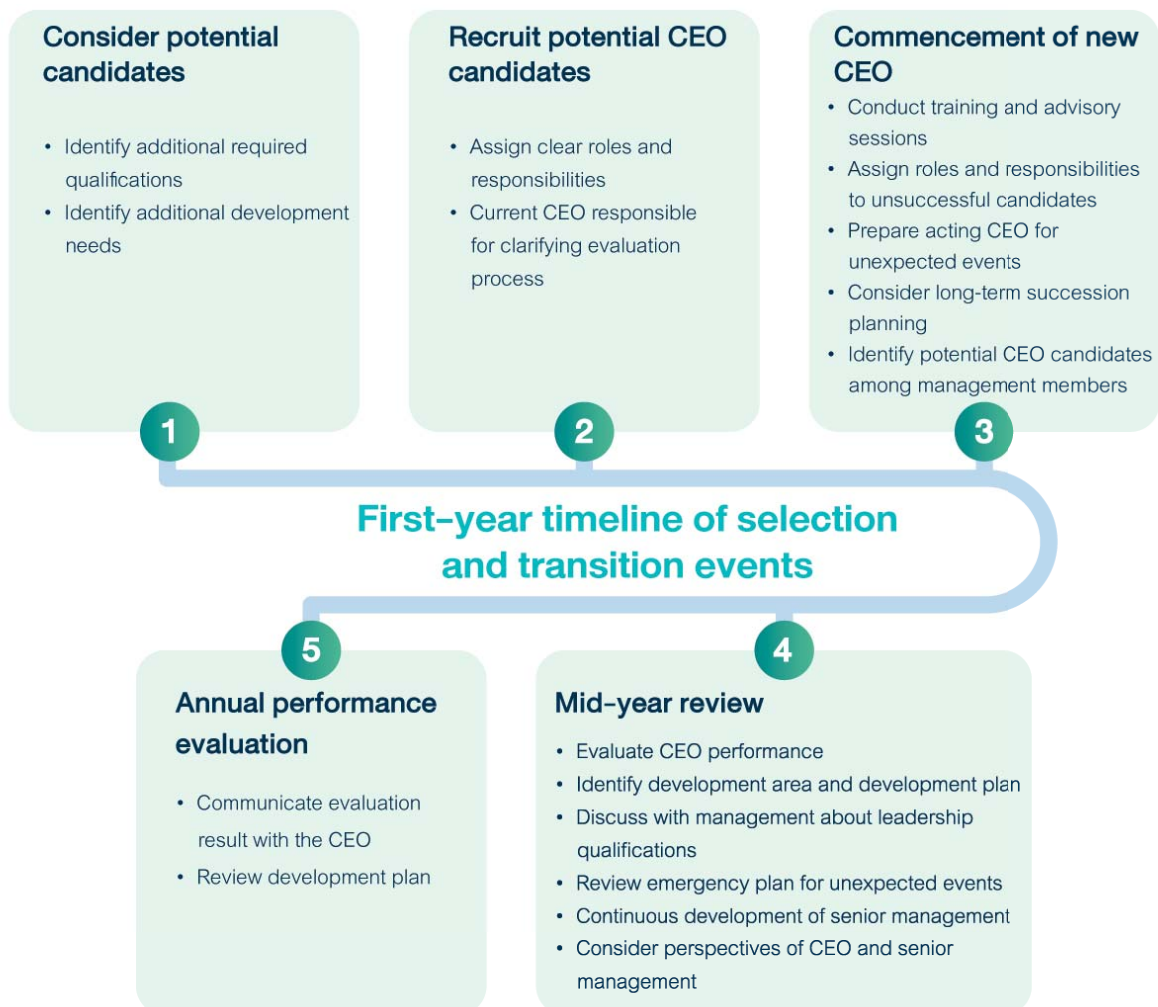 Consider potential
candidates
• Identify additional required
qualifications
• Identify additional development
needs
Recruit potential CEO
candidates
• Assign clear roles and
responsibilities
• Current CEO responsible
for clarifying evaluation
process
Commencement of new
CEO
• Conduct training and advisory
sessions
• Assign roles and responsibilities
to unsuccessful candidates
• Prepare acting CEO for
unexpected events
• Consider long-term succession
planning
• Identify potential CEO candidates
among management members
1
2
3
First-year timeline of selection
and transition events
4
Mid-year review
• Evaluate CEO performance
• Identify development area and development plan
• Discuss with management about leadership
qualifications
• Review emergency plan for unexpected events
• Continuous development of senior management
• Consider perspectives of CEO and senior
management
5
Annual performance
evaluation
• Communicate evaluation
result with the CEO
• Review development plan